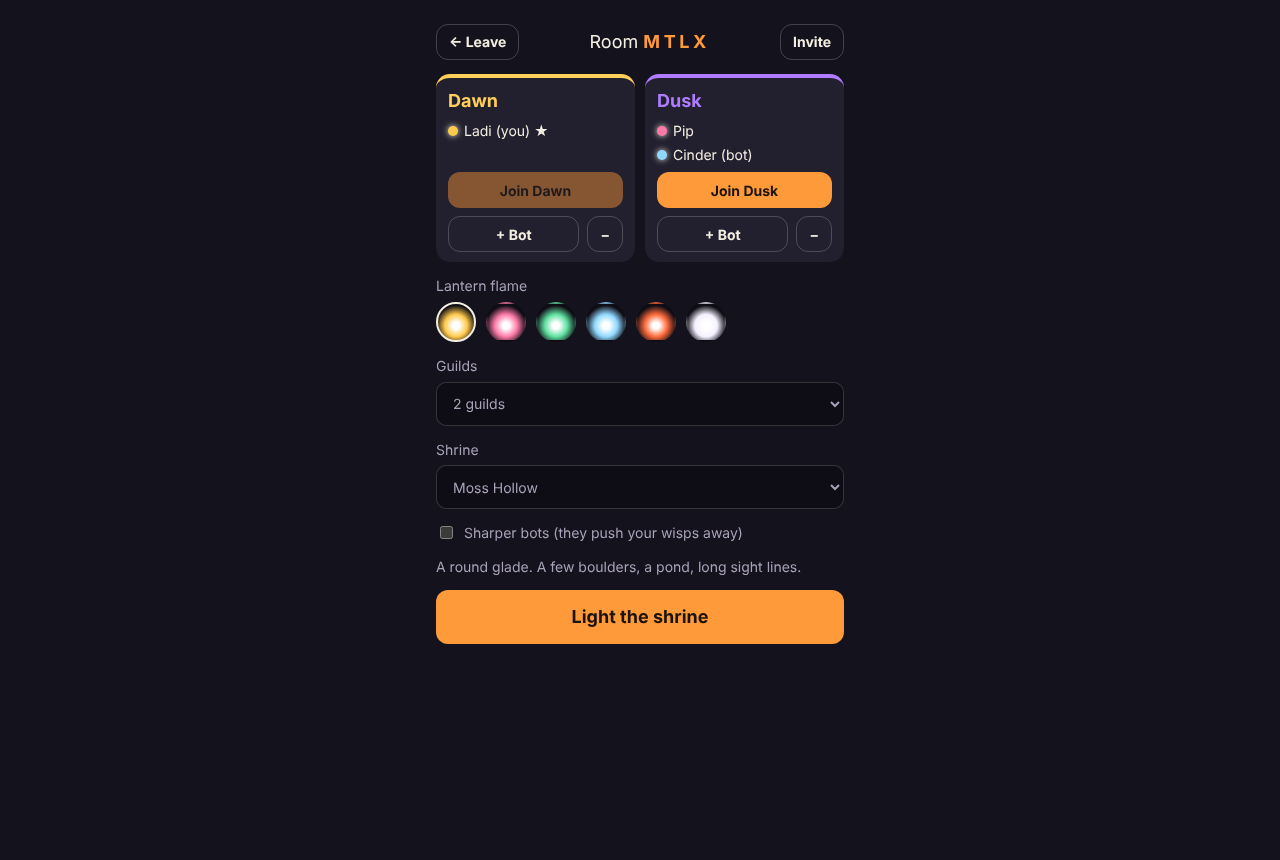 ← Leave
Room MTLX
Invite
Dawn
Ladi (you) ★
Join Dawn
+ Bot
–
Dusk
Pip
Cinder (bot)
Join Dusk
+ Bot
–
Lantern flame
Guilds
2 guilds
Shrine
Moss Hollow
Sharper bots (they push your wisps away)
A round glade. A few boulders, a pond, long sight lines.
Light the shrine